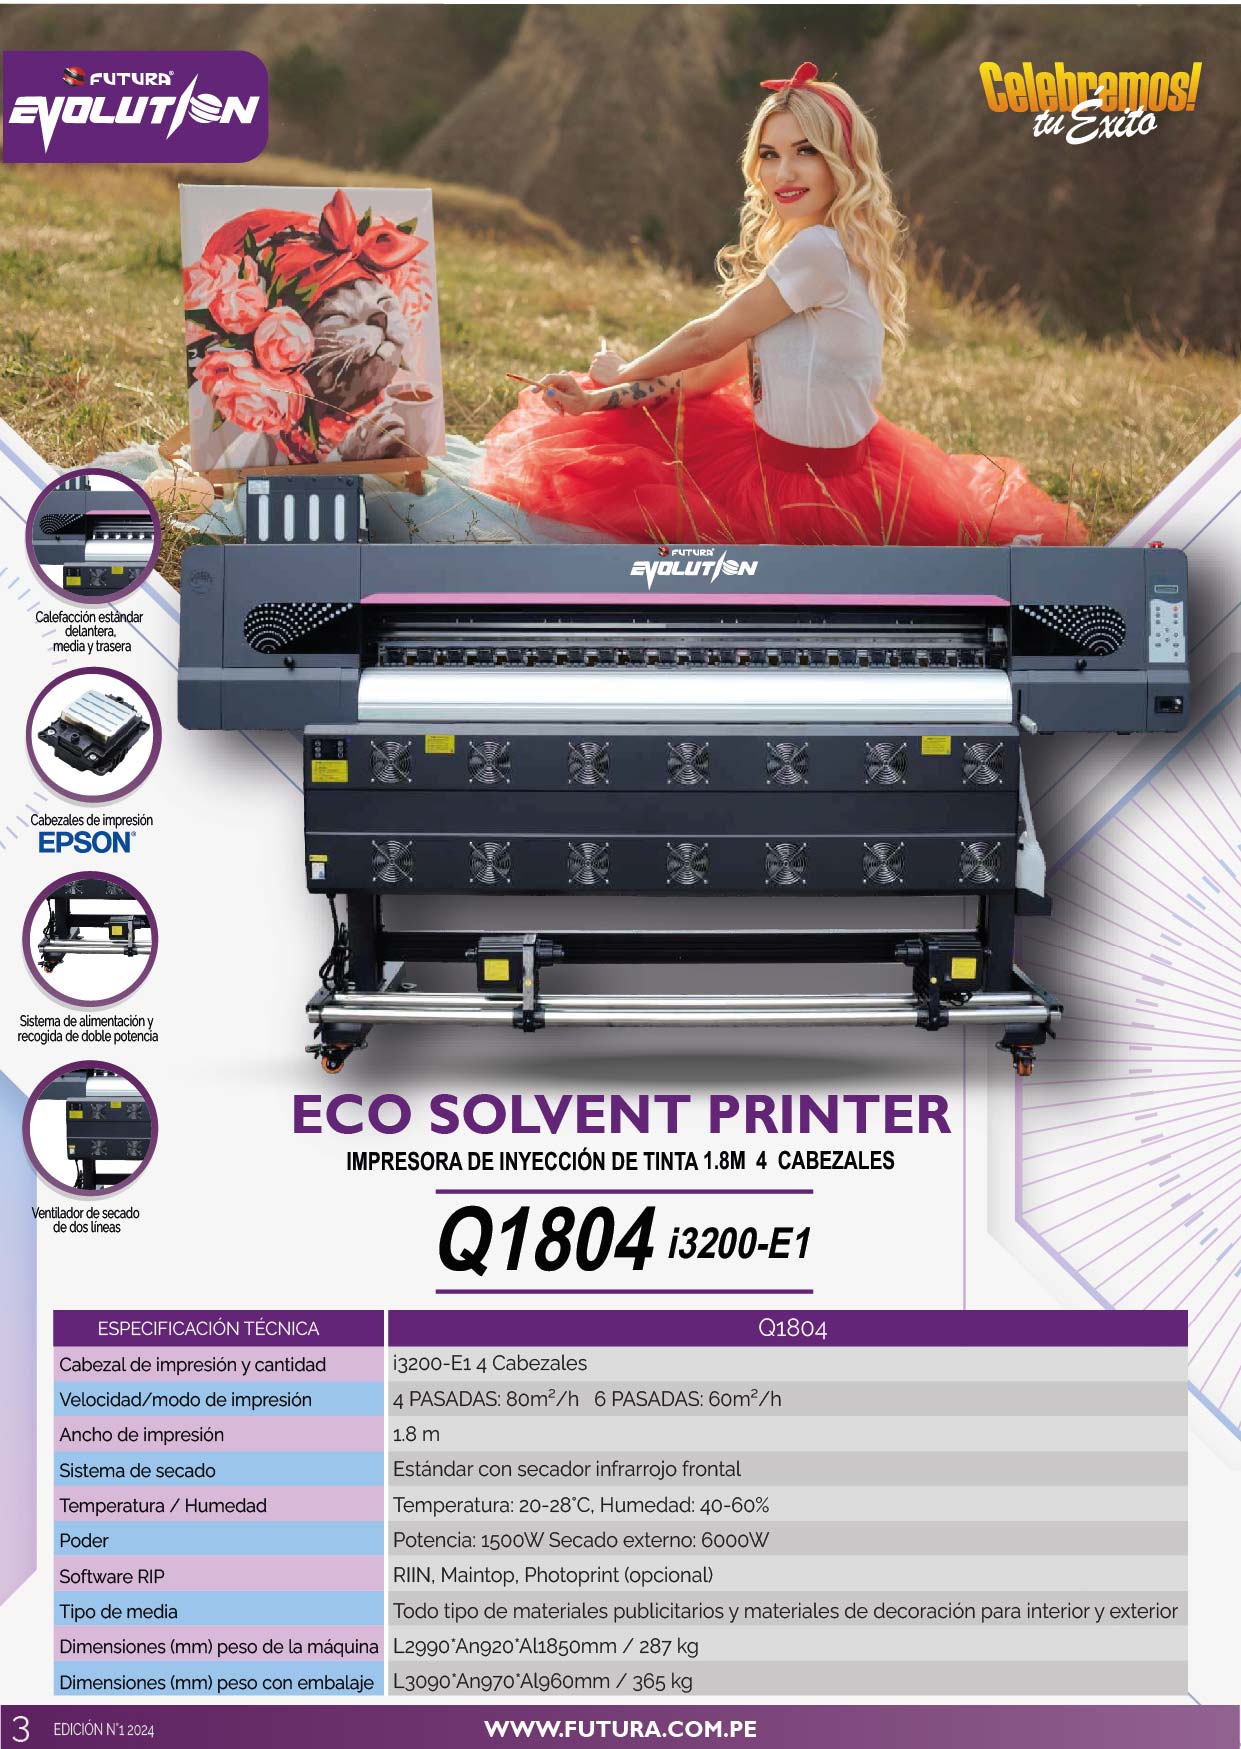 FUTURA®
EVOLUTION
Celebremos!
tu Éxito
FUTURA®
EVOLUTION
Calefacción estándar
delantera,
media y trasera
Cabezales de impresión
EPSON®
Sistema de alimentación y
recogida de doble potencia
Ventilador de secado
de dos líneas
ECO SOLVENT PRINTER
IMPRESORA DE INYECCIÓN DE TINTA 1.8M 4 CABEZALES
Q1804 i3200-E1
ESPECIFICACIÓN TÉCNICA Q1804
Cabezal de impresión y cantidad i3200-E1 4 Cabezales
Velocidad/modo de impresión 4 PASADAS: 80m²/h 6 PASADAS: 60m²/h
Ancho de impresión 1.8 m
Sistema de secado Estándar con secador infrarrojo frontal
Temperatura / Humedad Temperatura: 20-28°C, Humedad: 40-60%
Poder Potencia: 1500W Secado externo: 6000W
Software RIP RIIN, Maintop, Photoprint (opcional)
Tipo de media Todo tipo de materiales publicitarios y materiales de decoración para interior y exterior
Dimensiones (mm) peso de la máquina L2990*An920*Al1850mm / 287 kg
Dimensiones (mm) peso con embalaje L3090*An970*Al960mm / 365 kg
3 EDICIÓN N°1 2024 WWW.FUTURA.COM.PE